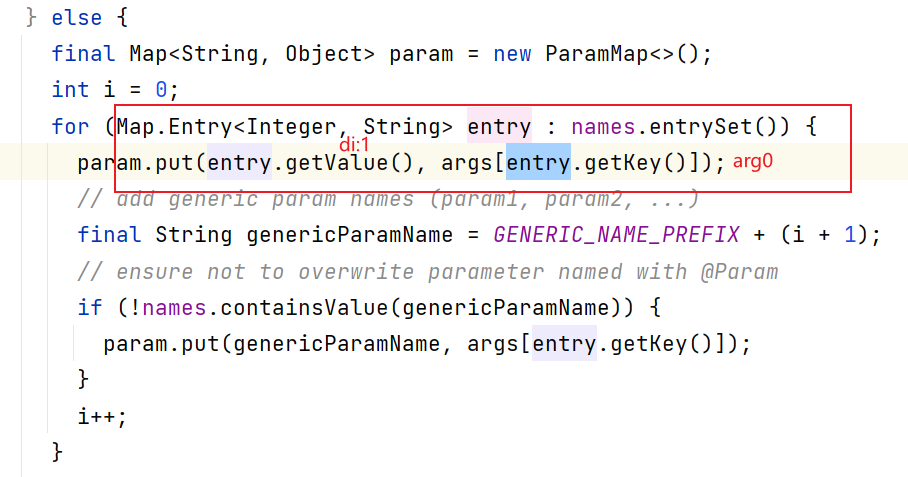 } else {
final Map<String, Object> param = new ParamMap<>();
int i = 0;
for (Map.Entry<Integer, String> entry : names.entrySet()) {
di:1
param.put(entry.getValue(), args[entry.getKey()]); arg0
// add generic param names (param1, param2, ...)
final String genericParamName = GENERIC_NAME_PREFIX + (i + 1);
// ensure not to overwrite parameter named with @Param
if (!names.containsValue(genericParamName)) {
param.put(genericParamName, args[entry.getKey()]);
}
i++;
}